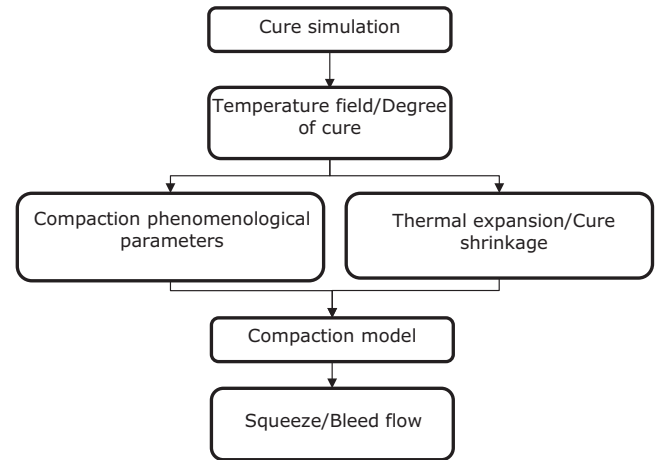 Cure simulation
Temperature field/Degree
of cure
Compaction phenomenological
parameters
Thermal expansion/Cure
shrinkage
Compaction model
Squeeze/Bleed flow